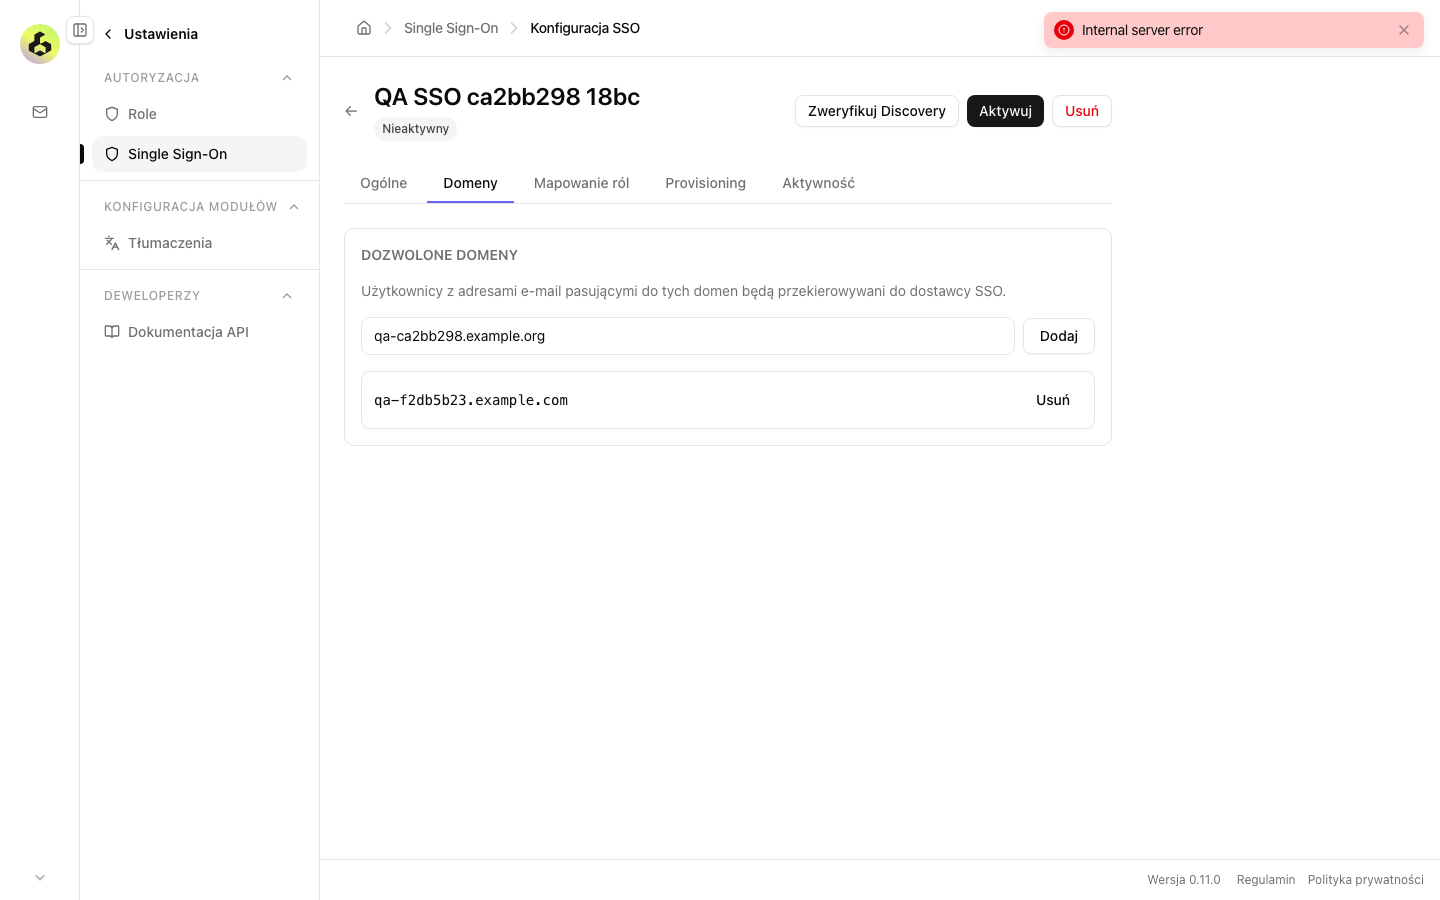 Ustawienia
AUTORYZACJA
Role
Single Sign-On
KONFIGURACJA MODUŁÓW
Tłumaczenia
DEWELOPERZY
Dokumentacja API
Single Sign-On
Konfiguracja SSO
Internal server error
QA SSO ca2bb298 18bc
Nieaktywny
Zweryfikuj Discovery
Aktywuj
Usuń
Ogólne
Domeny
Mapowanie ról
Provisioning
Aktywność
DOZWOLONE DOMENY
Użytkownicy z adresami e-mail pasującymi do tych domen będą przekierowywani do dostawcy SSO.
qa-ca2bb298.example.org
Dodaj
qa-f2db5b23.example.com
Usuń
Wersja 0.11.0
Regulamin
Polityka prywatności